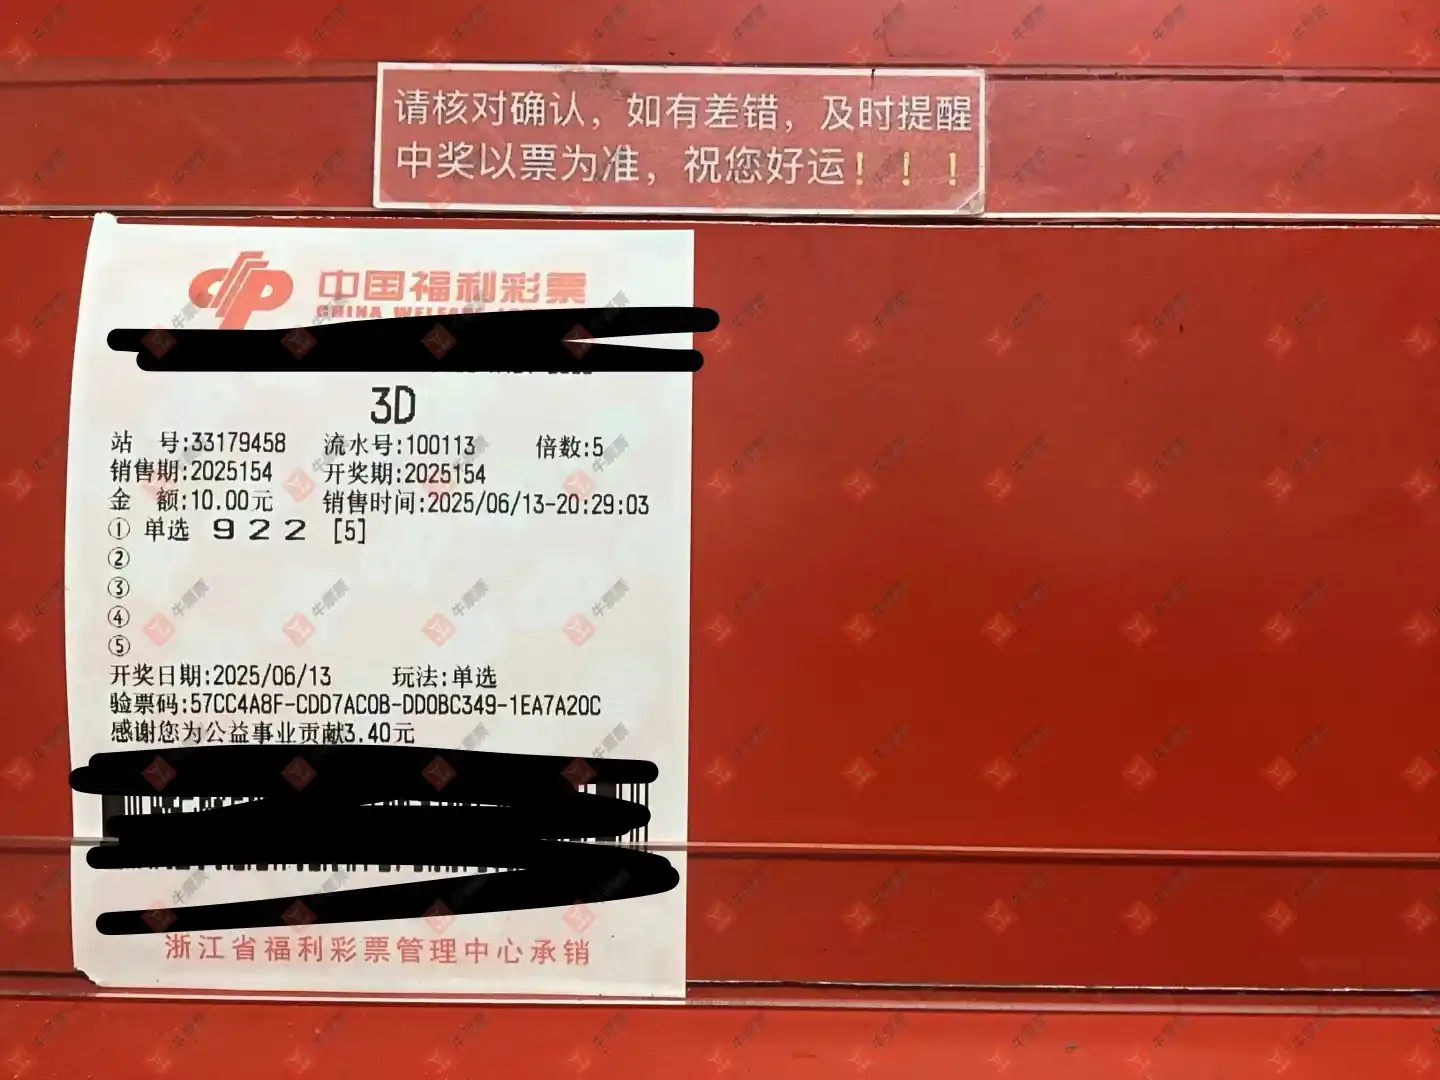 请核对确认，如有差错，及时提醒
中奖以票为准，祝您好运！！！
中国福利彩票
CHINA
3D
站 号:33179458 流水号:100113 倍数:5
销售期:2025154 开奖期:2025154
金 额:10.00元 销售时间:2025/06/13-20:29:03
① 单选 9 2 2 [5]
②
③
④
⑤
开奖日期:2025/06/13 玩法:单选
验票码:57CC4A8F-CDD7AC0B-DD0BC349-1EA7A20C
感谢您为公益事业贡献3.40元
浙江省福利彩票管理中心承销
牛票票